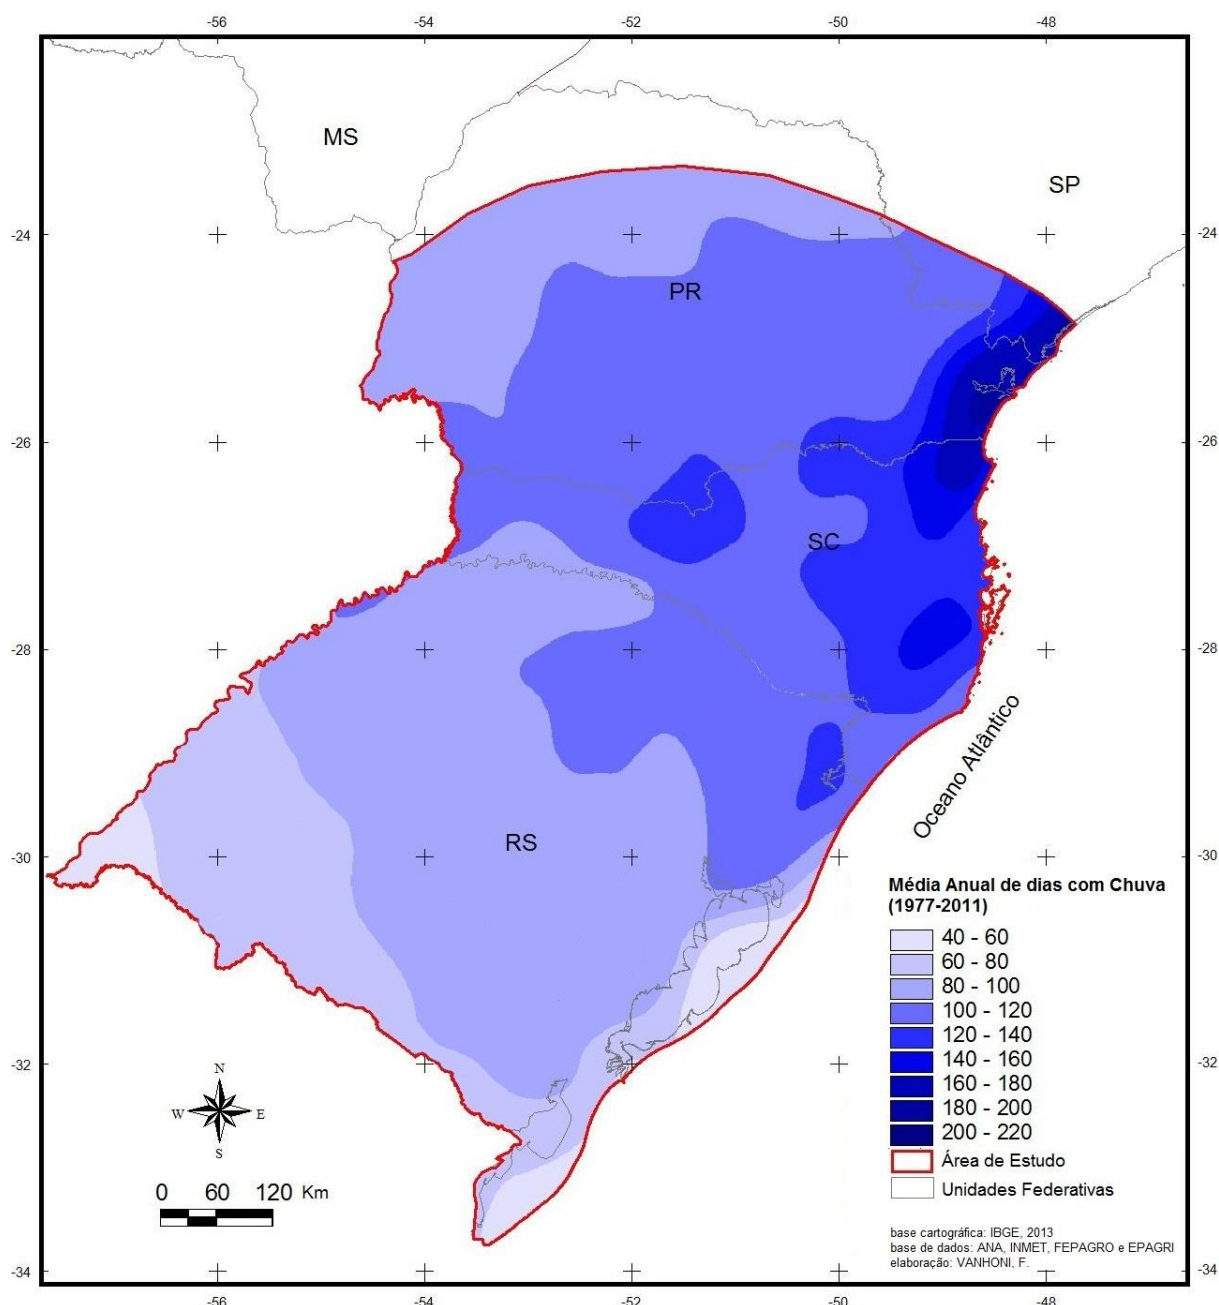 -56 -54 -52 -50 -48
MS
SP
-24 -24
PR
-26 -26
SC
-28 -28
Oceano Atlântico
RS
-30 -30
Média Anual de dias com Chuva
(1977-2011)
40 - 60
60 - 80
80 - 100
100 - 120
120 - 140
140 - 160
160 - 180
180 - 200
200 - 220
Área de Estudo
Unidades Federativas
-32 -32
N
W E
S
0 60 120 Km
base cartográfica: IBGE, 2013
base de dados: ANA, INMET, FEPAGRO e EPAGRI
elaboração: VANHONI, F.
-34 -34
-56 -54 -52 -50 -48